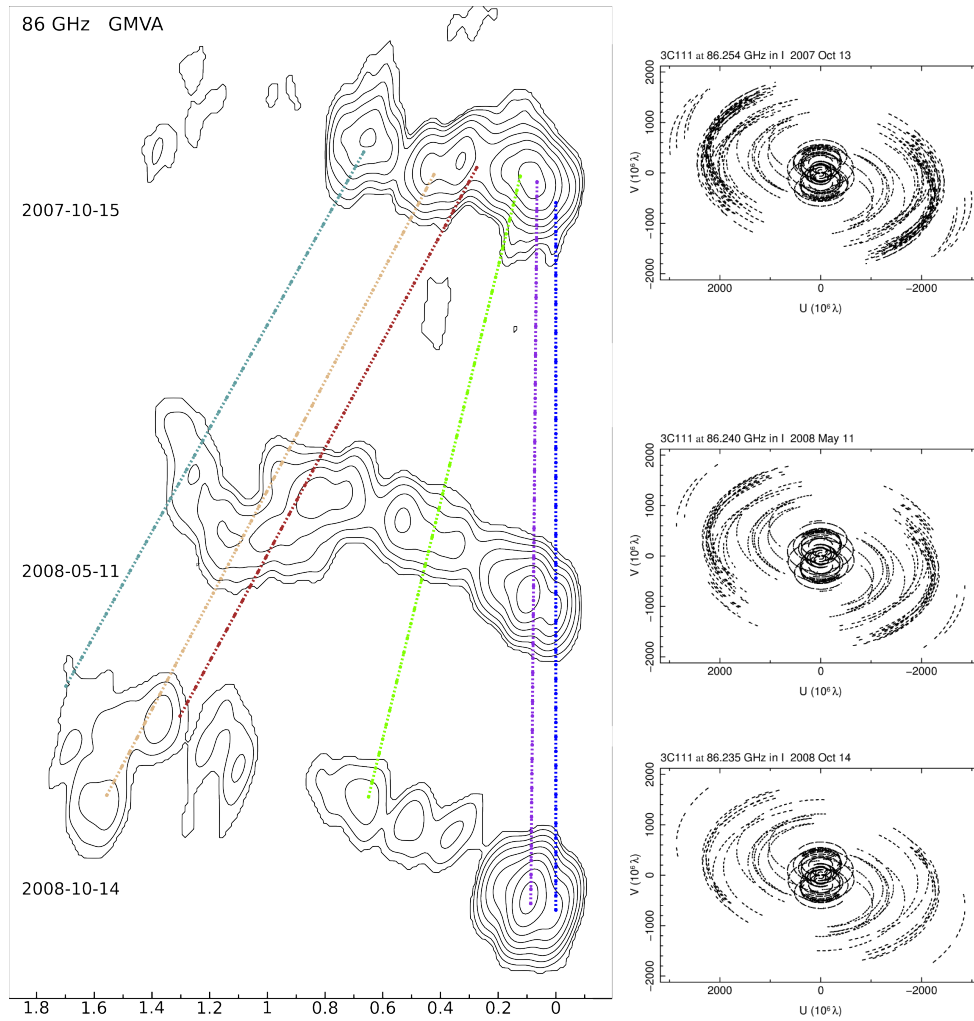 86 GHz GMVA
2007-10-15
2008-05-11
2008-10-14
1.8 1.6 1.4 1.2 1 0.8 0.6 0.4 0.2 0
3C111 at 86.254 GHz in I 2007 Oct 13
2000
1000
0
−1000
−2000
V (10⁶ λ)
2000 0 −2000
U (10⁶ λ)
3C111 at 86.240 GHz in I 2008 May 11
2000
1000
0
−1000
−2000
V (10⁶ λ)
2000 0 −2000
U (10⁶ λ)
3C111 at 86.235 GHz in I 2008 Oct 14
2000
1000
0
−1000
−2000
V (10⁶ λ)
2000 0 −2000
U (10⁶ λ)